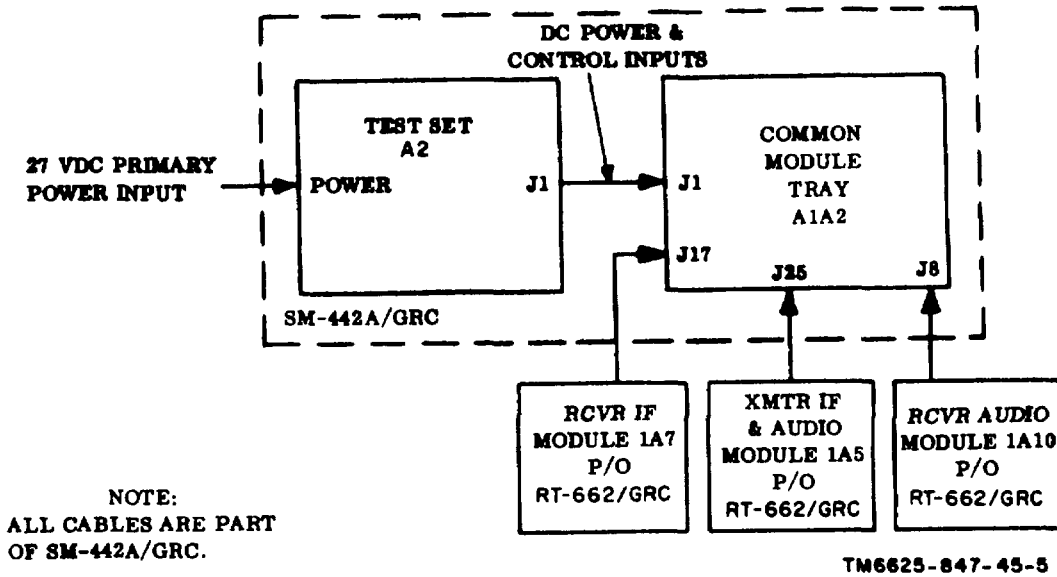 DC POWER &
CONTROL INPUTS
TEST SET
A2
27 VDC PRIMARY
POWER INPUT
POWER
J1
J1
COMMON
MODULE
TRAY
A1A2
J17
J25
J8
SM-442A/GRC
RCVR IF
MODULE 1A7
P/O
RT-662/GRC
XMTR IF
& AUDIO
MODULE 1A5
P/O
RT-662/GRC
RCVR AUDIO
MODULE 1A10
P/O
RT-662/GRC
NOTE:
ALL CABLES ARE PART
OF SM-442A/GRC.
TM6625-847-45-5